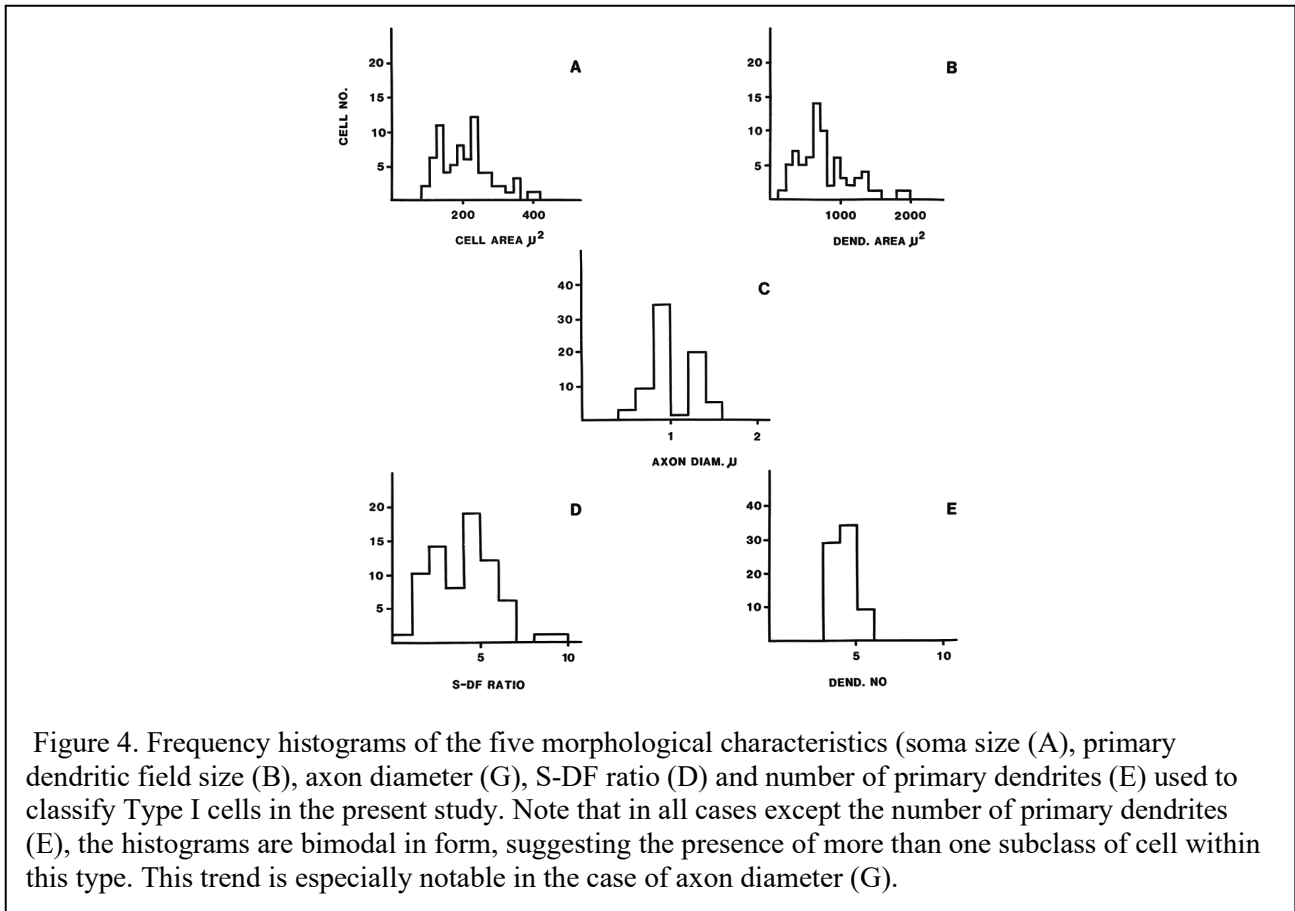 A
20
15
10
5
CELL NO.
200
400
CELL AREA µ²
B
20
15
10
5
1000
2000
DEND. AREA µ²
C
40
30
20
10
1
2
AXON DIAM. µ
D
20
15
10
5
5
10
S-DF RATIO
E
40
30
20
10
5
10
DEND. NO
Figure 4. Frequency histograms of the five morphological characteristics (soma size (A), primary
dendritic field size (B), axon diameter (G), S-DF ratio (D) and number of primary dendrites (E) used to
classify Type I cells in the present study. Note that in all cases except the number of primary dendrites
(E), the histograms are bimodal in form, suggesting the presence of more than one subclass of cell within
this type. This trend is especially notable in the case of axon diameter (G).